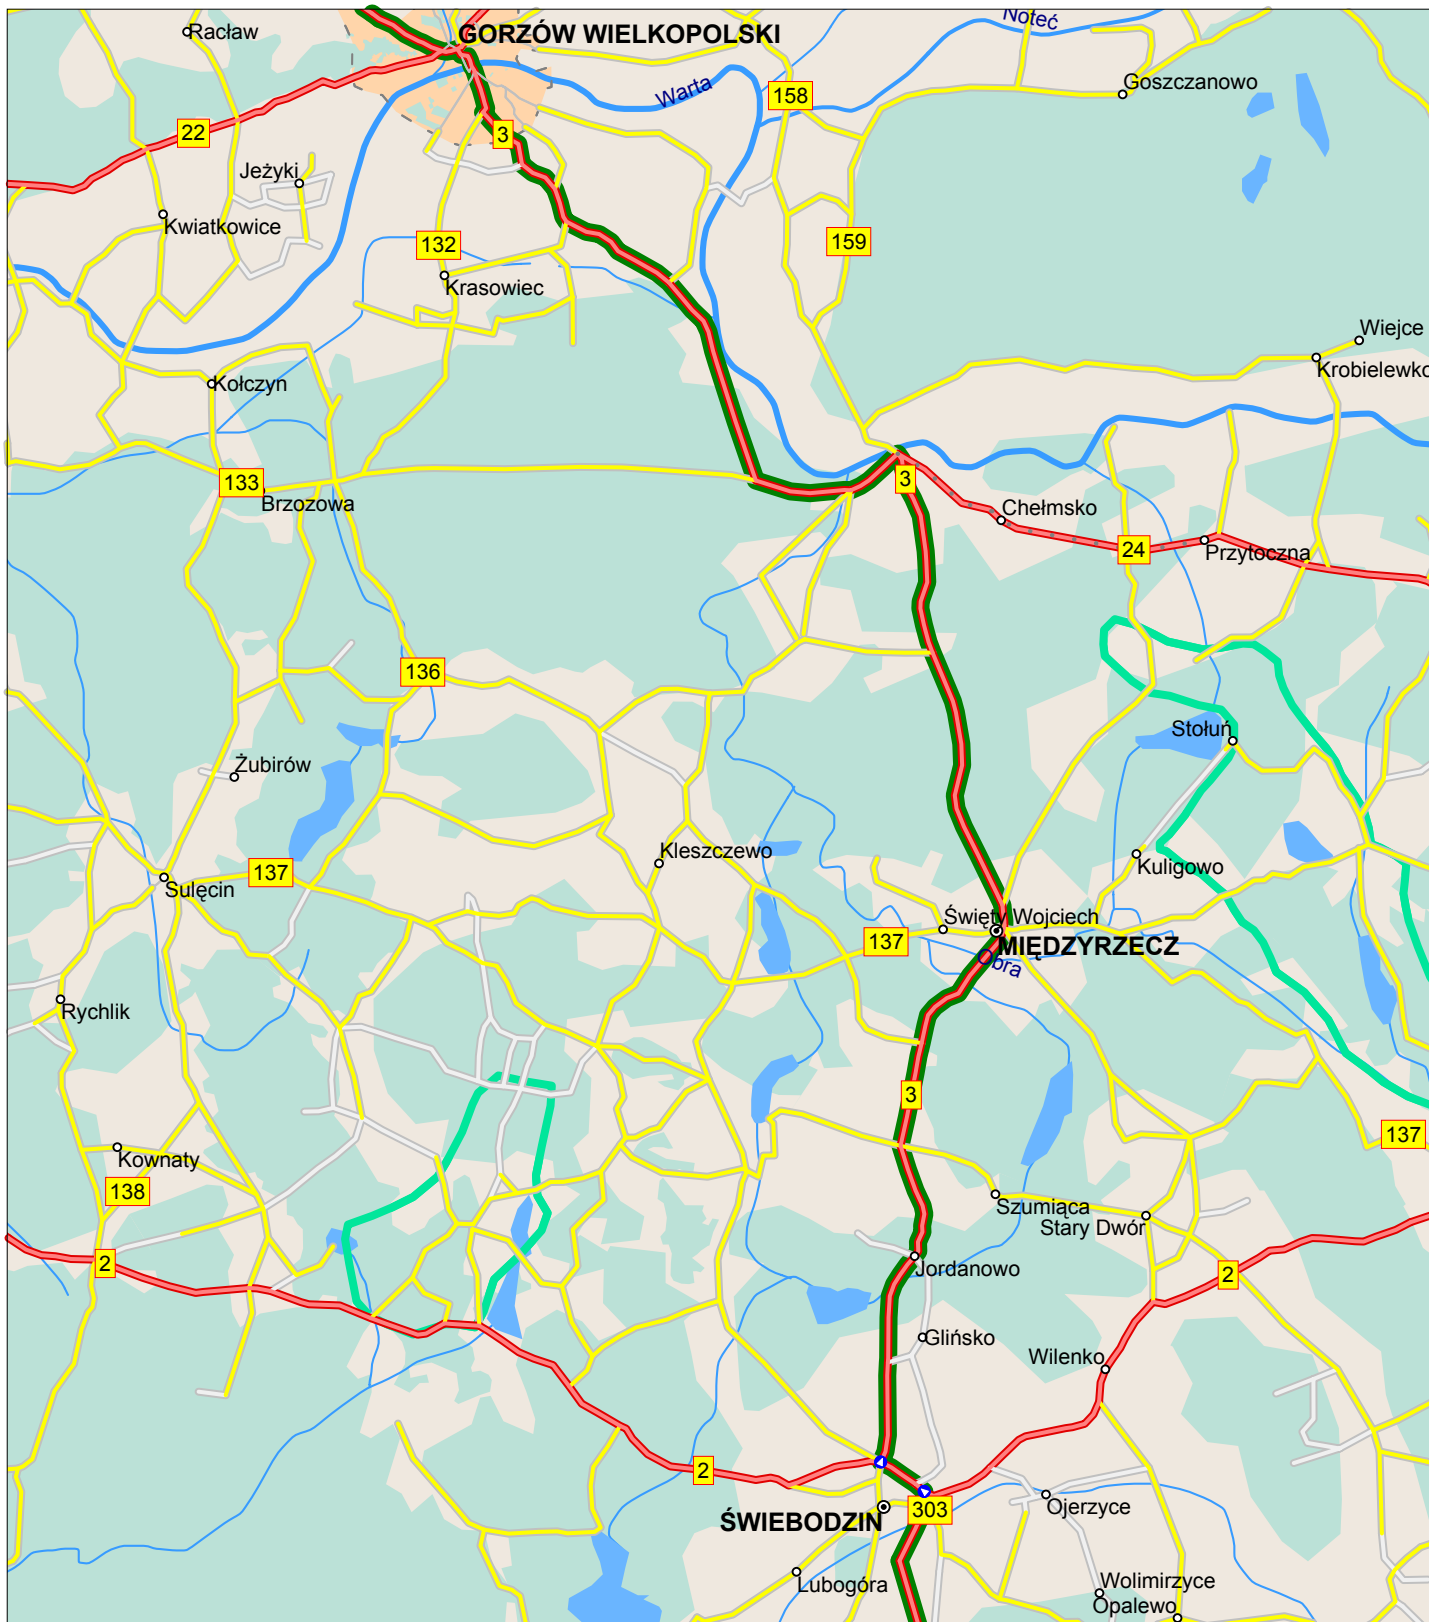 Noteć
Racław
GORZÓW WIELKOPOLSKI
Goszczanowo
Warta
158
22
3
Jeżyki
Kwiatkowice
132
159
Krasowiec
Wiejce
Krobielewko
Kołczyn
133
Brzozowa
3
Chełmsko
24
Przytoczna
136
Stołuń
Żubirów
Kleszczewo
137
Sulęcin
Kuligowo
Święty Wojciech
137
MIĘDZYRZECZ
Obra
Rychlik
3
137
Kownaty
138
Szumiąca
Stary Dwór
2
Jordanowo
2
Glińsko
Wilenko
2
303
Ojerzyce
ŚWIEBODZIN
Lubogóra
Wolimirzyce
Opalewo